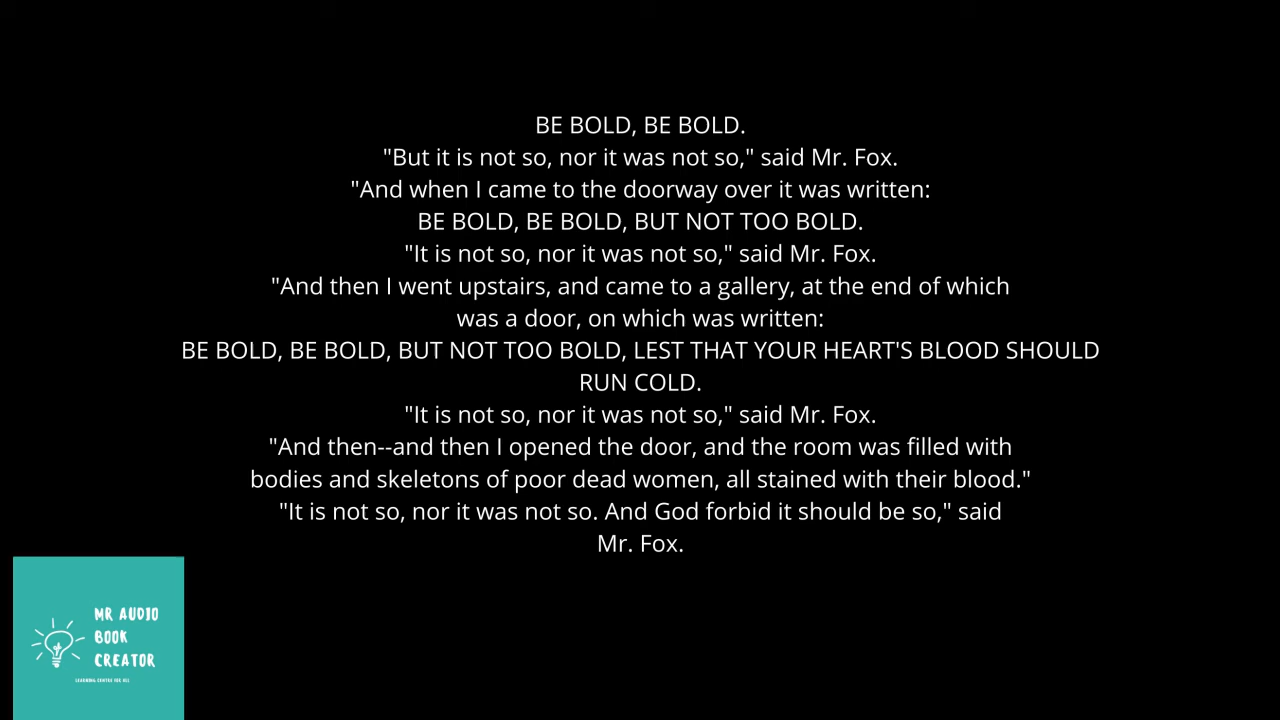 BE BOLD, BE BOLD.
"But it is not so, nor it was not so," said Mr. Fox.
"And when I came to the doorway over it was written:
BE BOLD, BE BOLD, BUT NOT TOO BOLD.
"It is not so, nor it was not so," said Mr. Fox.
"And then I went upstairs, and came to a gallery, at the end of which
was a door, on which was written:
BE BOLD, BE BOLD, BUT NOT TOO BOLD, LEST THAT YOUR HEART'S BLOOD SHOULD
RUN COLD.
"It is not so, nor it was not so," said Mr. Fox.
"And then--and then I opened the door, and the room was filled with
bodies and skeletons of poor dead women, all stained with their blood."
"It is not so, nor it was not so. And God forbid it should be so," said
Mr. Fox.
MR AUDIO
BOOK
CREATOR
LEARNING CENTRE FOR ALL